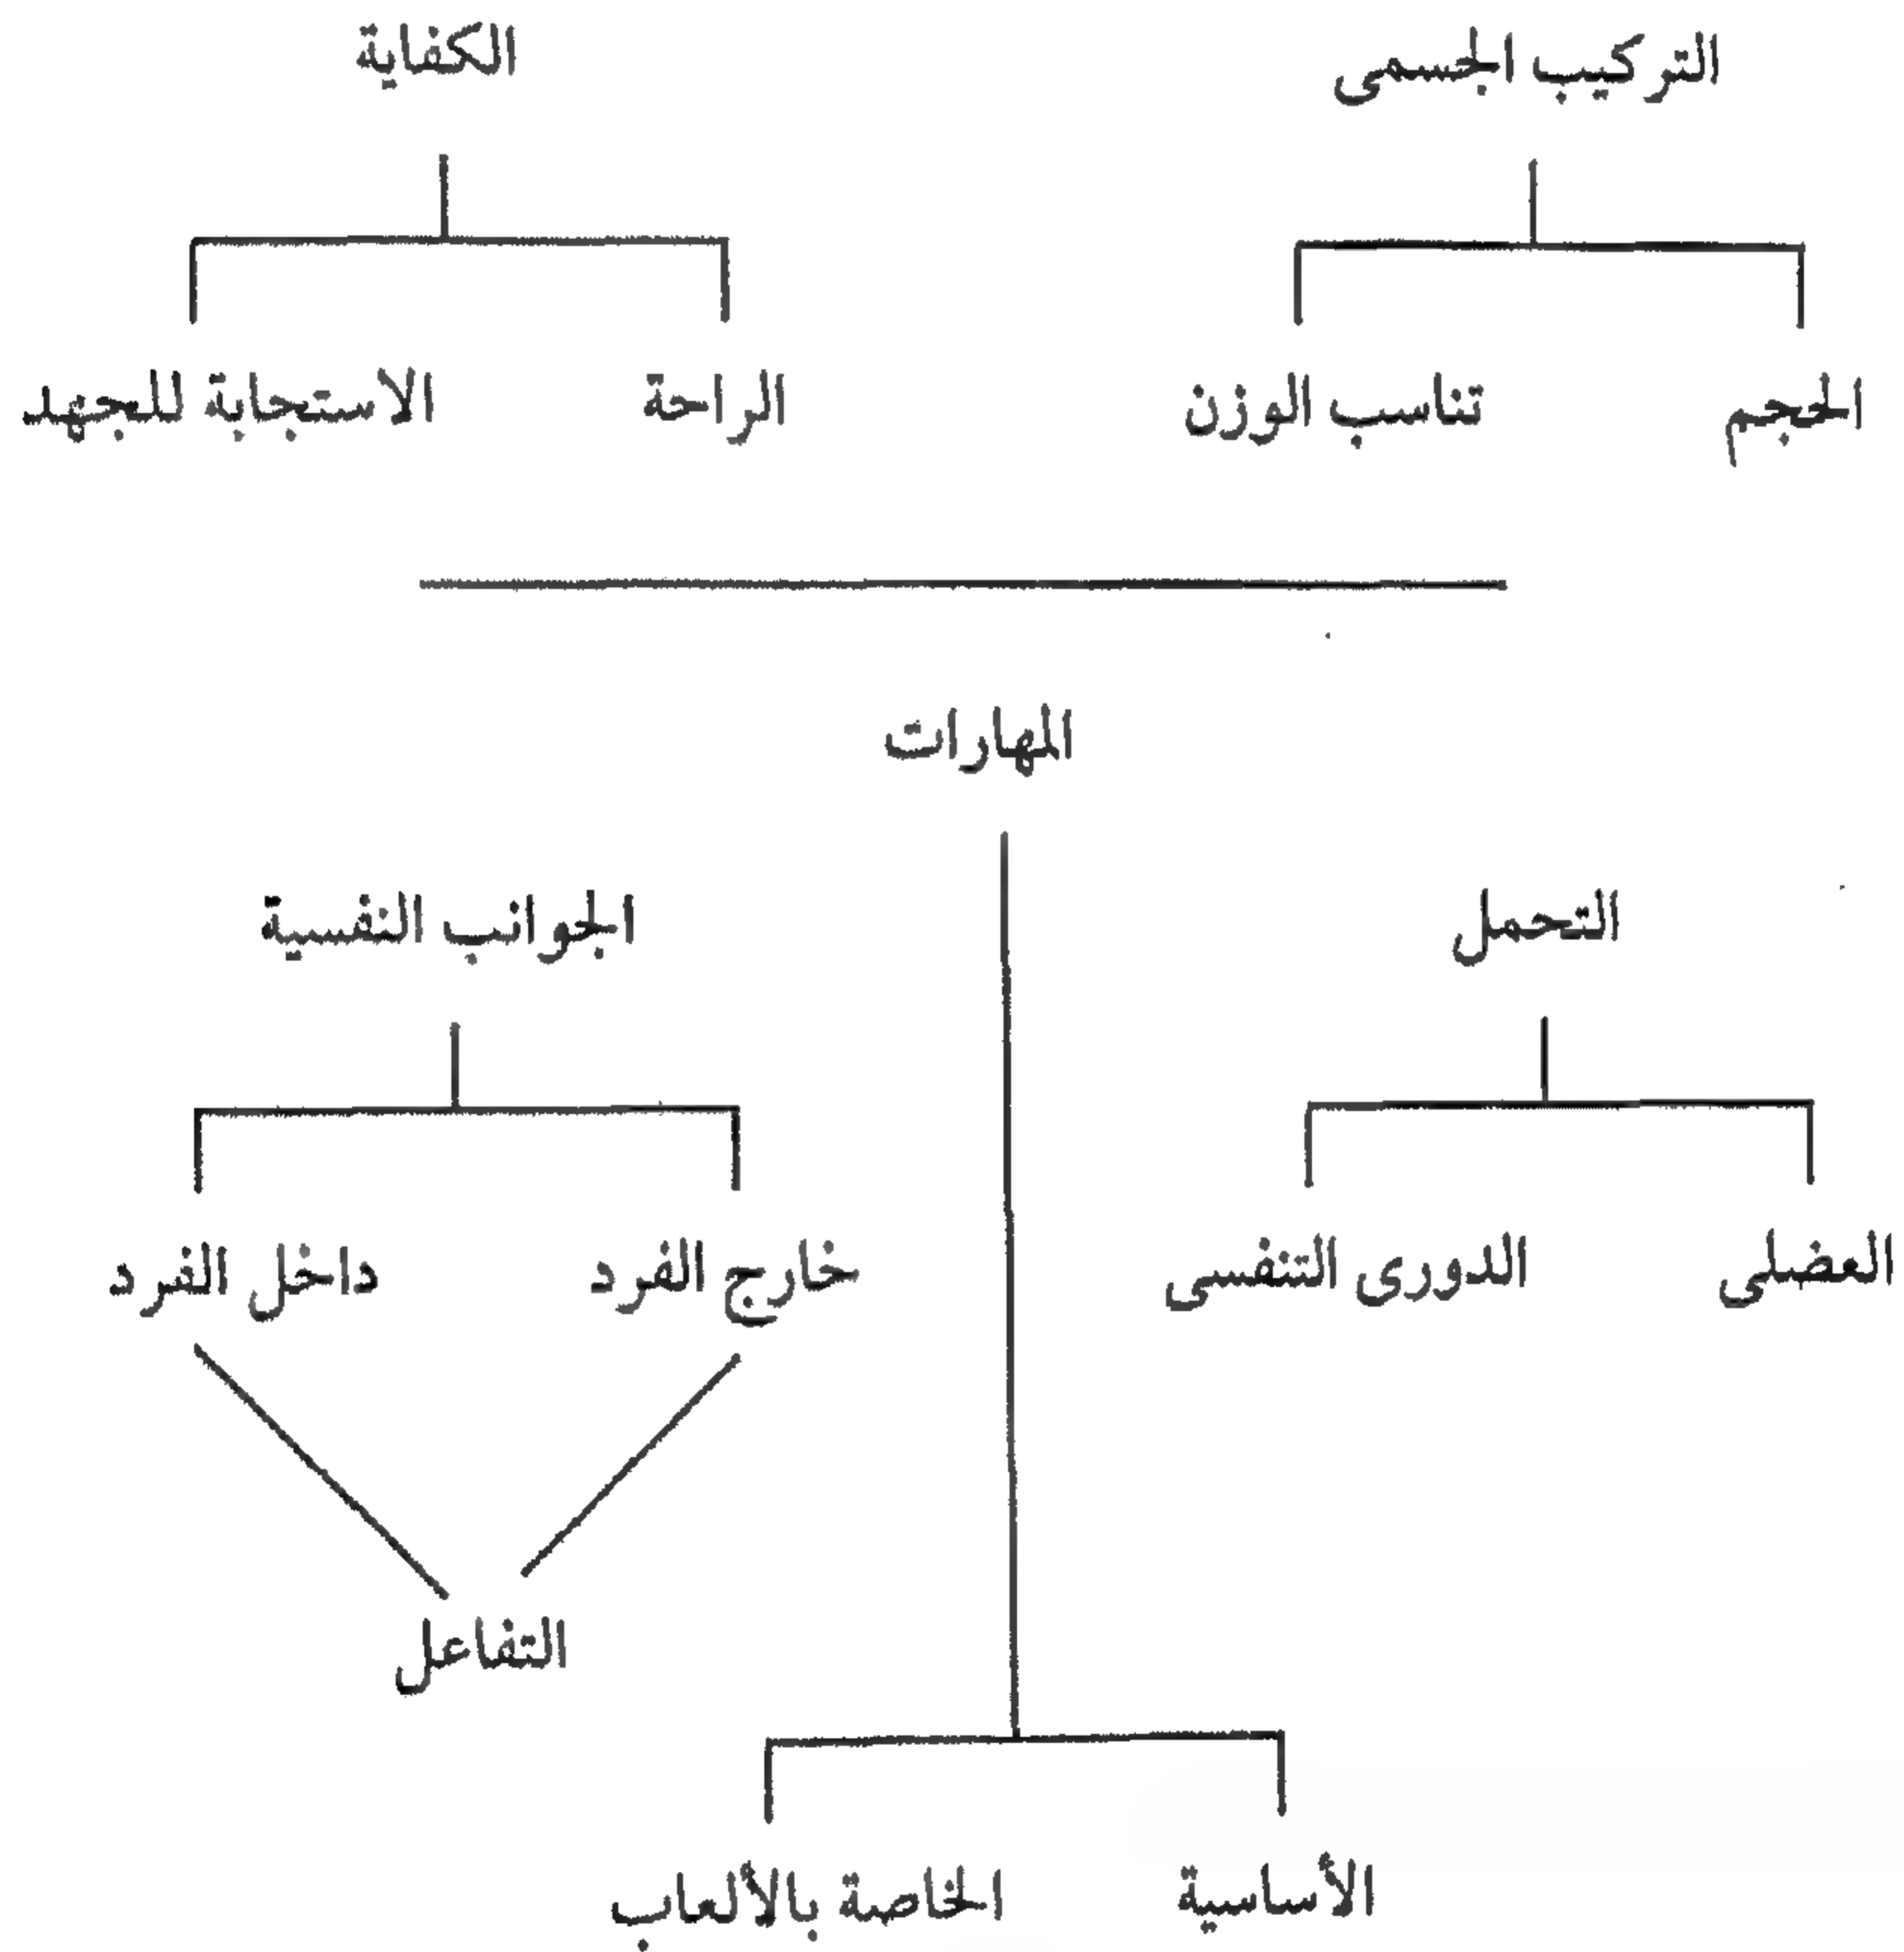 التركيب الجسمى
الكفاية
الحجم
تناسب الوزن
الراحة
الاستجابة للجهد
المهارات
التحمل
الجوانب النفسية
العضلى
الدورى التنفسى
خارج الفرد
داخل الفرد
التفاعل
الأساسية
الخاصة بالألعاب